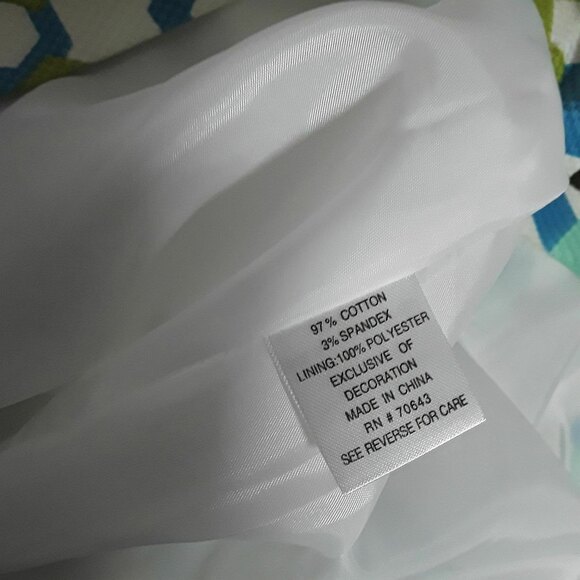 97% COTTON
3% SPANDEX
LINING:100% POLYESTER
EXCLUSIVE OF
DECORATION
MADE IN CHINA
RN # 70643
SEE REVERSE FOR CARE